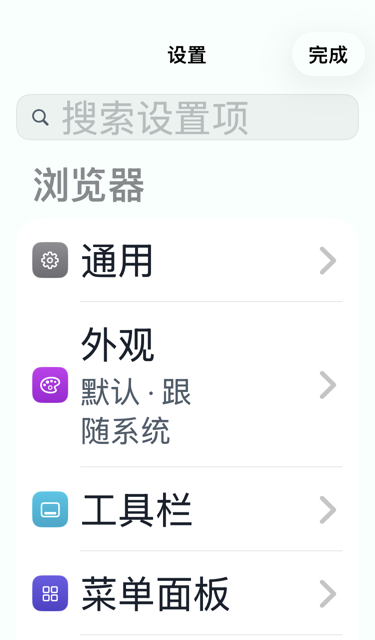 设置
完成
搜索设置项
浏览器
通用
外观
默认 · 跟
随系统
工具栏
菜单面板